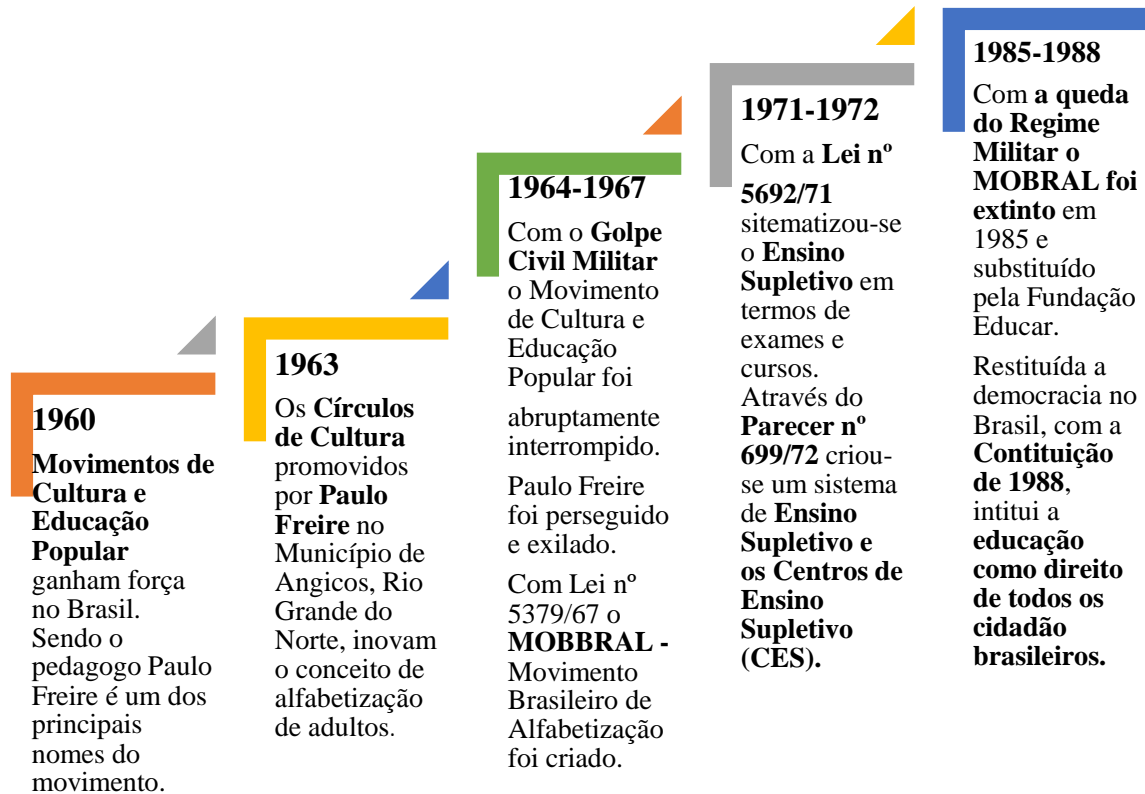 1960
Movimentos de
Cultura e
Educação
Popular
ganham força
no Brasil.
Sendo o
pedagogo Paulo
Freire é um dos
principais
nomes do
movimento.
1963
Os Círculos
de Cultura
promovidos
por Paulo
Freire no
Município de
Angicos, Rio
Grande do
Norte, inovam
o conceito de
alfabetização
de adultos.
1964-1967
Com o Golpe
Civil Militar
o Movimento
de Cultura e
Educação
Popular foi
abruptamente
interrompido.
Paulo Freire
foi perseguido
e exilado.
Com Lei nº
5379/67 o
MOBBRAL -
Movimento
Brasileiro de
Alfabetização
foi criado.
1971-1972
Com a Lei nº
5692/71
sitematizou-se
o Ensino
Supletivo em
termos de
exames e
cursos.
Através do
Parecer nº
699/72 criou-
se um sistema
de Ensino
Supletivo e
os Centros de
Ensino
Supletivo
(CES).
1985-1988
Com a queda
do Regime
Militar o
MOBRAL foi
extinto em
1985 e
substituído
pela Fundação
Educar.
Restituída a
democracia no
Brasil, com a
Contituição
de 1988,
intitui a
educação
como direito
de todos os
cidadão
brasileiros.